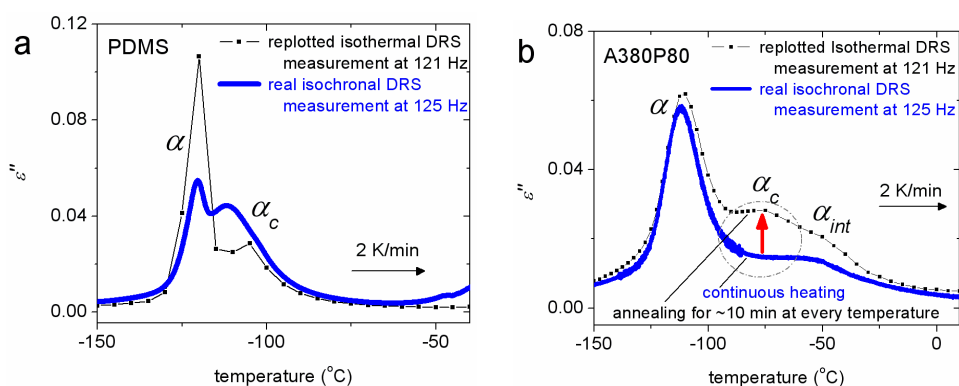 a
PDMS
replotted isothermal DRS
measurement at 121 Hz
real isochronal DRS
measurement at 125 Hz
α
αc
2 K/min
0.12
0.08
0.04
0.00
ε''
-150
-100
-50
temperature (°C)
b
A380P80
replotted Isothermal DRS
measurement at 121 Hz
real isochronal DRS
measurement at 125 Hz
α
αc
αint
2 K/min
continuous heating
annealing for ~10 min at every temperature
0.08
0.04
0.00
ε''
-150
-100
-50
0
temperature (°C)